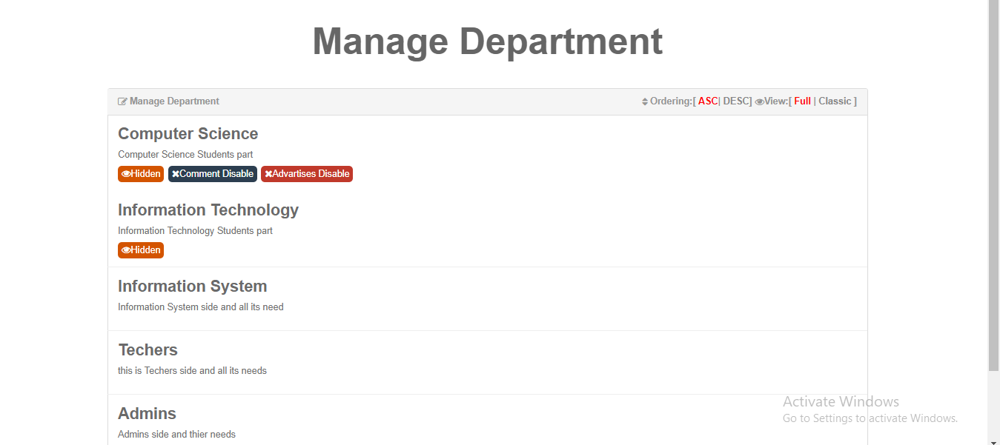 Manage Department
Manage Department
Ordering:[ ASC| DESC] View:[ Full | Classic ]
Computer Science
Computer Science Students part
Hidden Comment Disable Advartises Disable
Information Technology
Information Technology Students part
Hidden
Information System
Information System side and all its need
Techers
this is Techers side and all its needs
Admins
Admins side and thier needs
Activate Windows
Go to Settings to activate Windows.